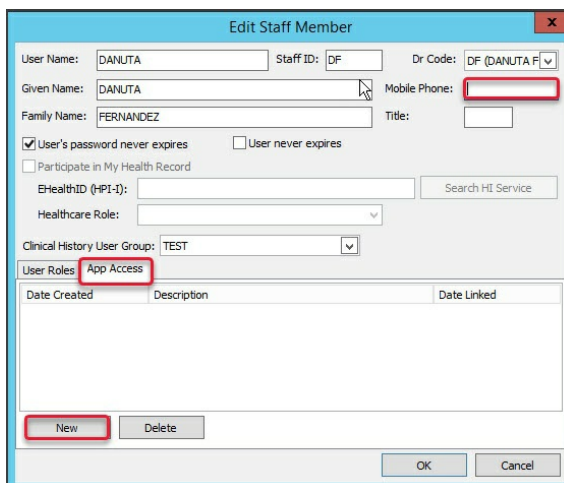 Edit Staff Member
x
User Name: DANUTA Staff ID: DF Dr Code: DF (DANUTA F
Given Name: DANUTA Mobile Phone:
Family Name: FERNANDEZ Title:
User's password never expires User never expires
Participate in My Health Record
EHealthID (HPI-I): Search HI Service
Healthcare Role:
Clinical History User Group: TEST
User Roles App Access
Date Created Description Date Linked
New Delete
OK Cancel